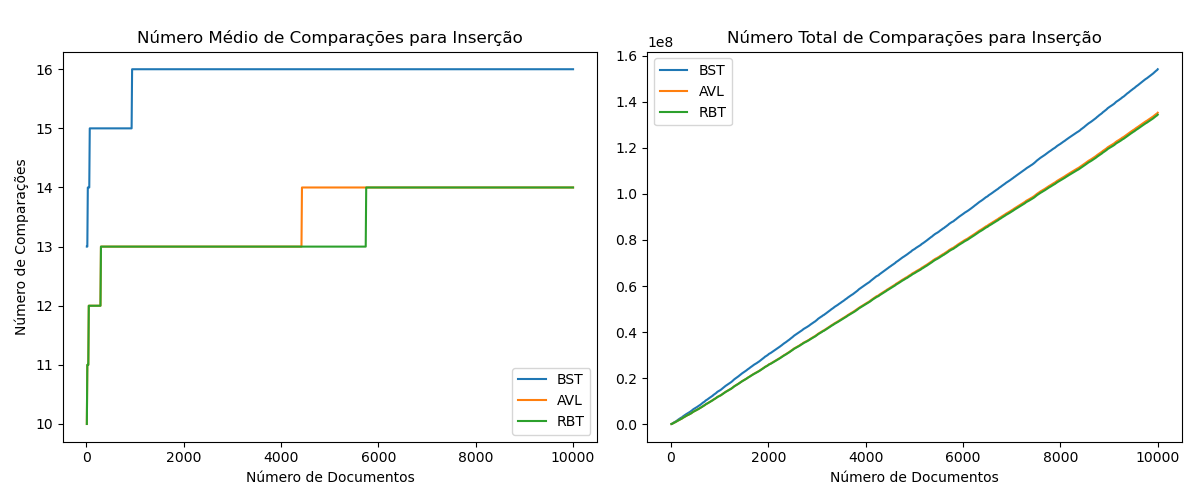 Número Médio de Comparações para Inserção
Número de Comparações
16
15
14
13
12
11
10
BST
AVL
RBT
0 2000 4000 6000 8000 10000
Número de Documentos
Número Total de Comparações para Inserção
1e8
1.6
1.4
1.2
1.0
0.8
0.6
0.4
0.2
0.0
BST
AVL
RBT
0 2000 4000 6000 8000 10000
Número de Documentos